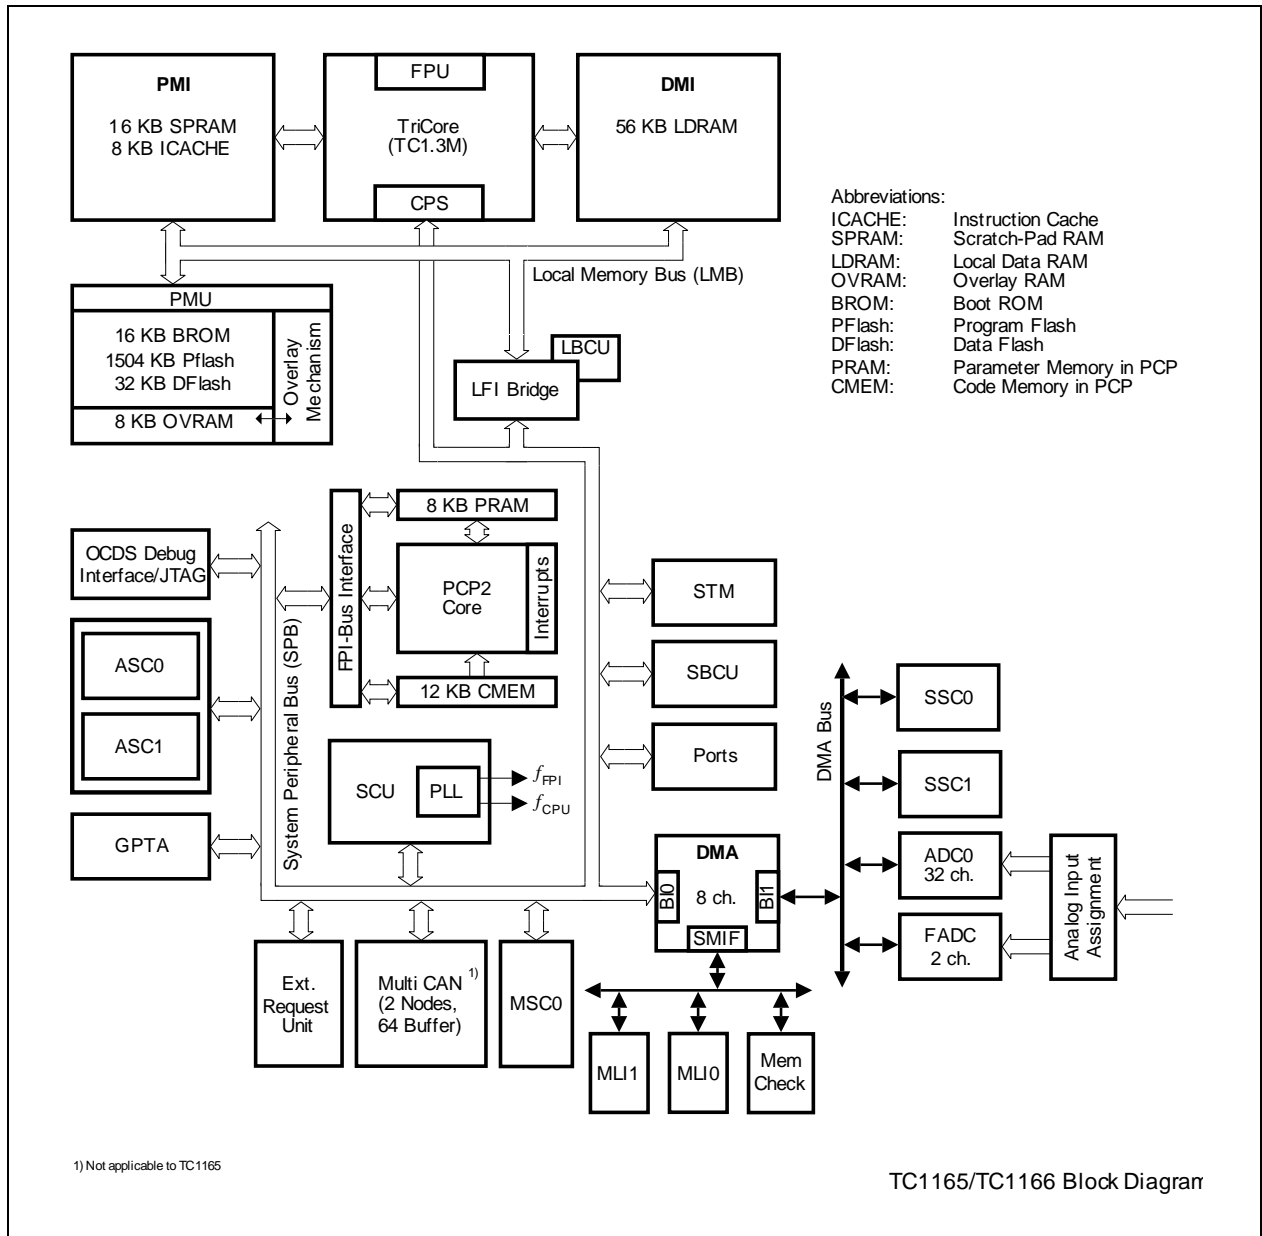 PMI
16 KB SPRAM
8 KB ICACHE
FPU
TriCore
(TC1.3M)
CPS
DMI
56 KB LDRAM
Abbreviations:
ICACHE: Instruction Cache
SPRAM: Scratch-Pad RAM
LDRAM: Local Data RAM
OVRAM: Overlay RAM
BROM: Boot ROM
PFlash: Program Flash
DFlash: Data Flash
PRAM: Parameter Memory in PCP
CMEM: Code Memory in PCP
Local Memory Bus (LMB)
PMU
16 KB BROM
1504 KB Pflash
32 KB DFlash
8 KB OVRAM
Overlay
Mechanism
LBCU
LFI Bridge
OCDS Debug
Interface/JTAG
ASC0
ASC1
GPTA
System Peripheral Bus (SPB)
FPI-Bus Interface
8 KB PRAM
PCP2
Core
Interrupts
12 KB CMEM
SCU
PLL
fFPI
fCPU
STM
SBCU
Ports
DMA
BI0
8 ch.
BI1
SMIF
DMA Bus
SSC0
SSC1
ADC0
32 ch.
FADC
2 ch.
Analog Input
Assignment
Ext.
Request
Unit
Multi CAN 1)
(2 Nodes,
64 Buffer)
MSC0
MLI1
MLI0
Mem
Check
1) Not applicable to TC1165
TC1165/TC1166 Block Diagram